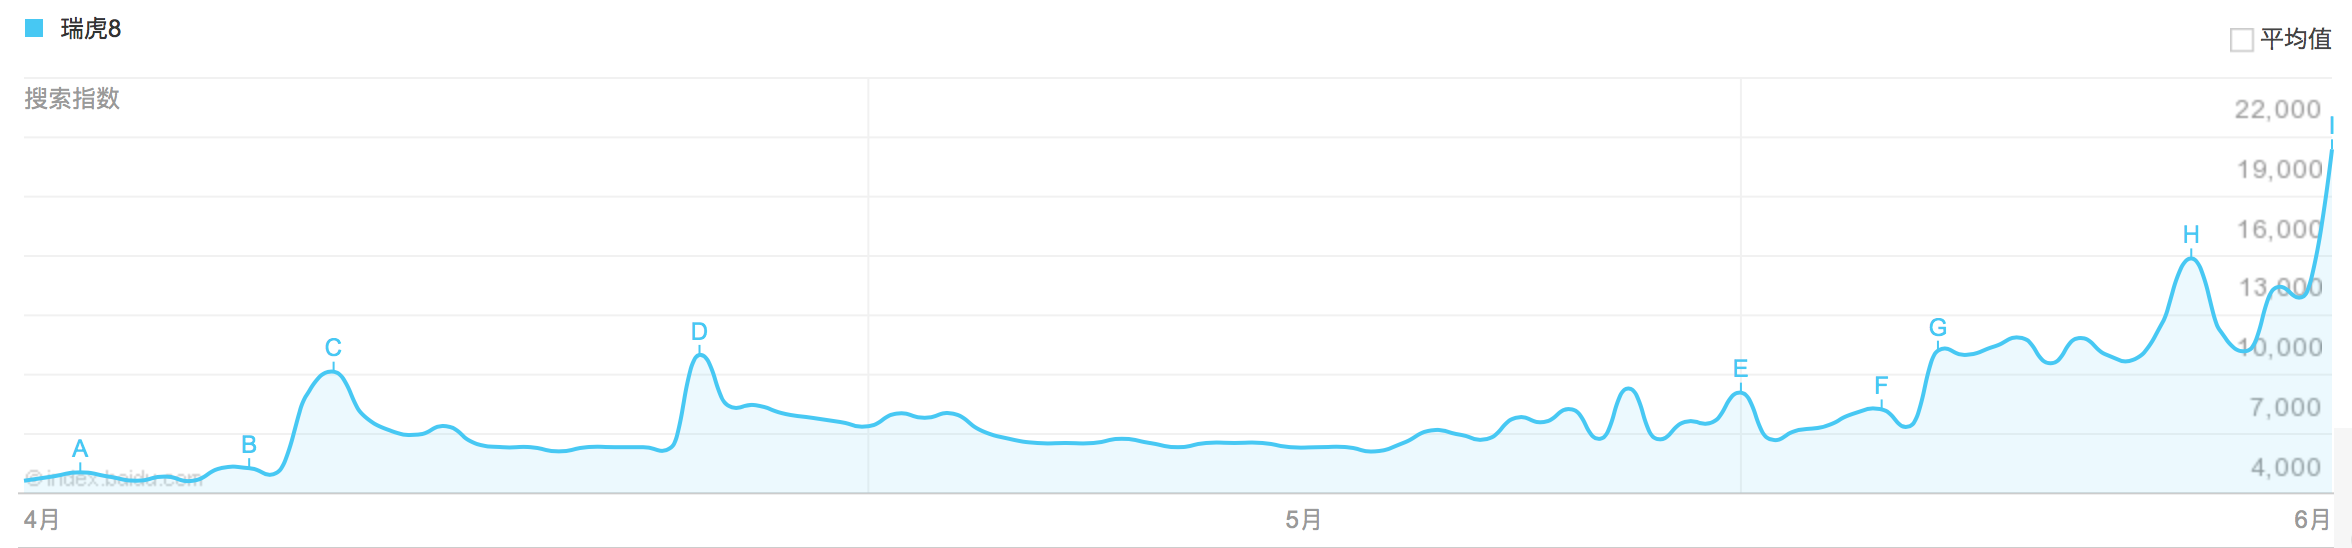 瑞虎8
平均值
搜索指数
22,000
I
19,000
H
16,000
13,000
G
D
C
10,000
E
F
7,000
B
A
4,000
@index.baidu.com
4月
5月
6月